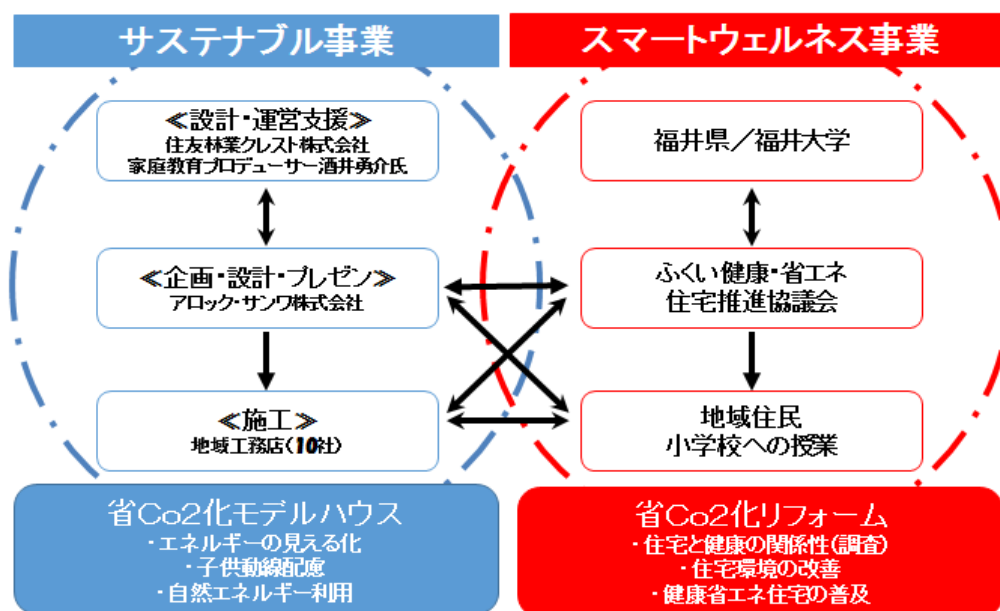 サステナブル事業
≪設計・運営支援≫
住友林業クレスト株式会社
家庭教育プロデューサー酒井勇介氏
≪企画・設計・プレゼン≫
アロック・サンワ株式会社
≪施工≫
地域工務店(10社)
省Co2化モデルハウス
・エネルギーの見える化
・子供動線配慮
・自然エネルギー利用
スマートウェルネス事業
福井県／福井大学
ふくい健康・省エネ
住宅推進協議会
地域住民
小学校への授業
省Co2化リフォーム
・住宅と健康の関係性(調査)
・住宅環境の改善
・健康省エネ住宅の普及